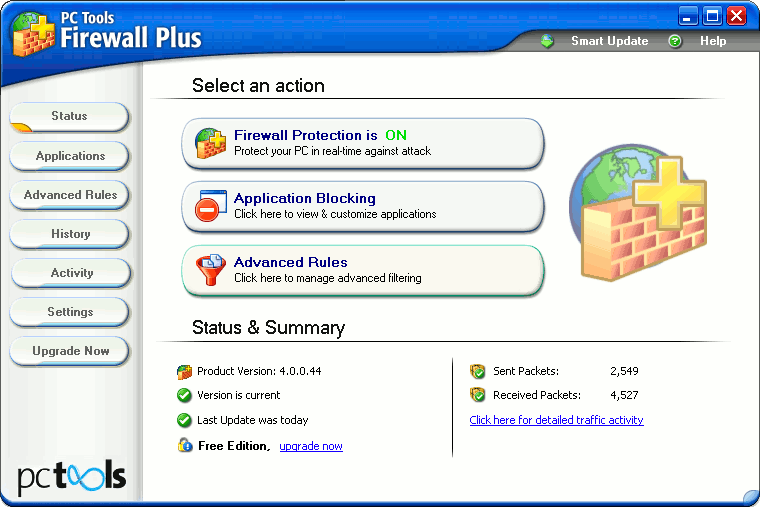 PC Tools
Firewall Plus
Smart Update
Help
Status
Applications
Advanced Rules
History
Activity
Settings
Upgrade Now
Select an action
Firewall Protection is ON
Protect your PC in real-time against attack
Application Blocking
Click here to view & customize applications
Advanced Rules
Click here to manage advanced filtering
Status & Summary
Product Version: 4.0.0.44
Version is current
Last Update was today
Free Edition, upgrade now
Sent Packets: 2,549
Received Packets: 4,527
Click here for detailed traffic activity
pctools